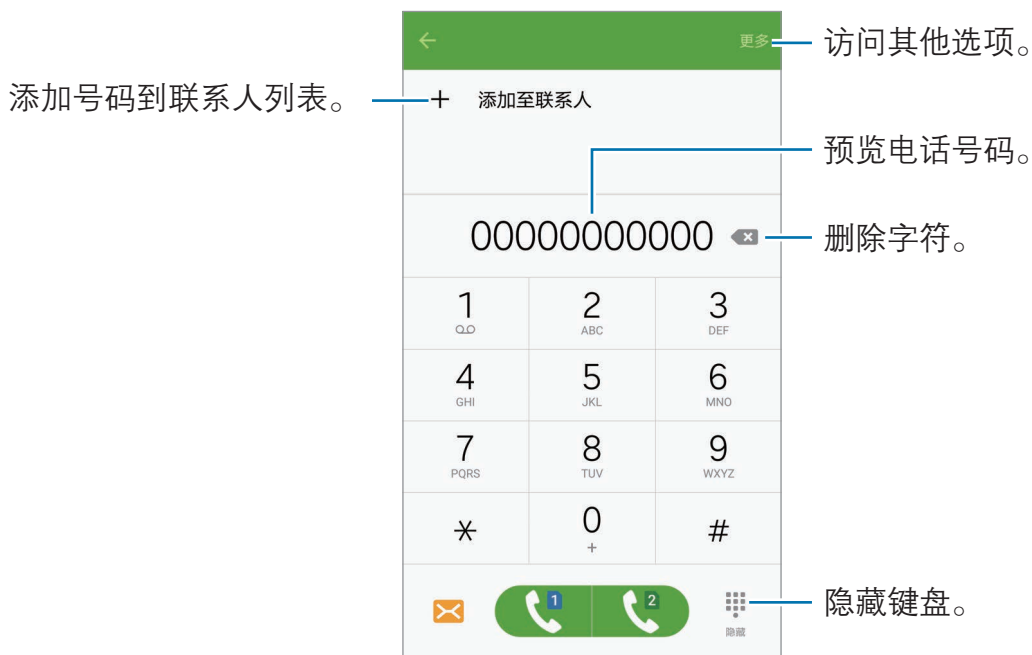 更多
访问其他选项。
添加号码到联系人列表。
添加至联系人
预览电话号码。
00000000000
删除字符。
1 2 3
ABC DEF
4 5 6
GHI JKL MNO
7 8 9
PQRS TUV WXYZ
* 0 #
+
1 2
隐藏
隐藏键盘。